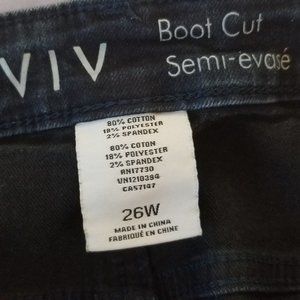 VIV
Boot Cut
Semi-evasé
80% COTTON
18% POLYESTER
2% SPANDEX
80% COTON
18% POLYESTER
2% SPANDEX
RN17730
VN1210394
CA57147
26W
MADE IN CHINA
FABRIQUÉ EN CHINE